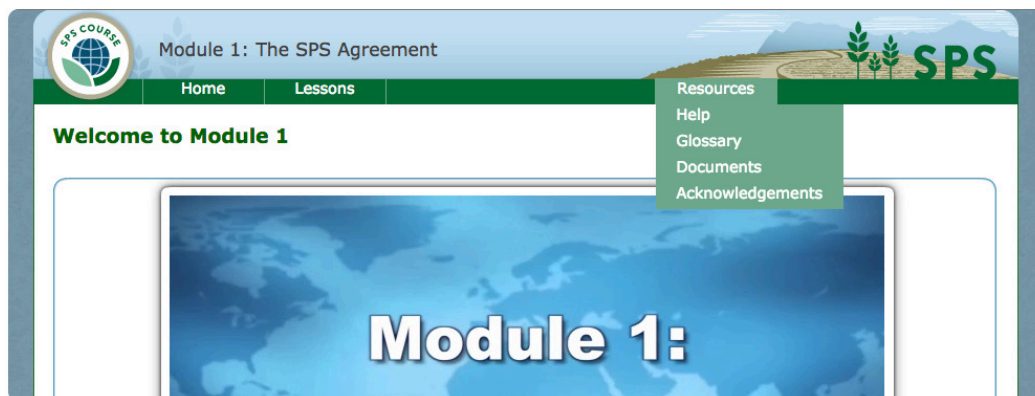 SPS COURSE
Module 1: The SPS Agreement
SPS
Home
Lessons
Resources
Help
Glossary
Documents
Acknowledgements
Welcome to Module 1
Module 1: